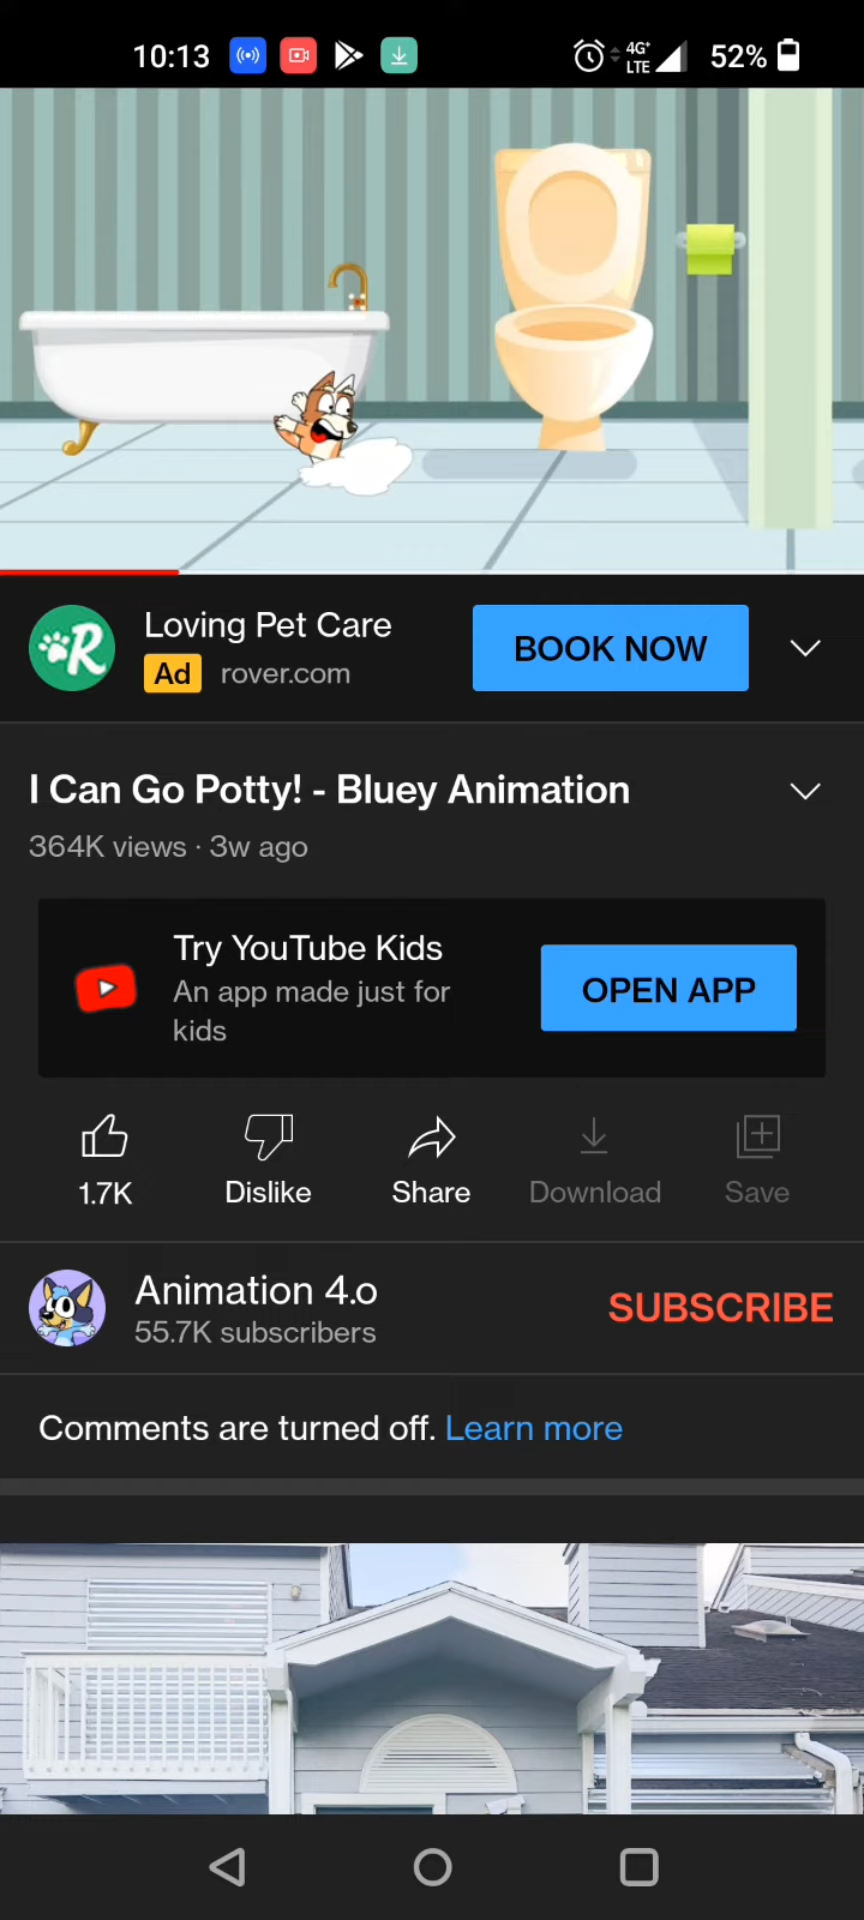 10:13
4G+
LTE
52%
Loving Pet Care
Ad rover.com
BOOK NOW
I Can Go Potty! - Bluey Animation
364K views · 3w ago
Try YouTube Kids
An app made just for
kids
OPEN APP
1.7K
Dislike
Share
Download
Save
Animation 4.o
55.7K subscribers
SUBSCRIBE
Comments are turned off. Learn more